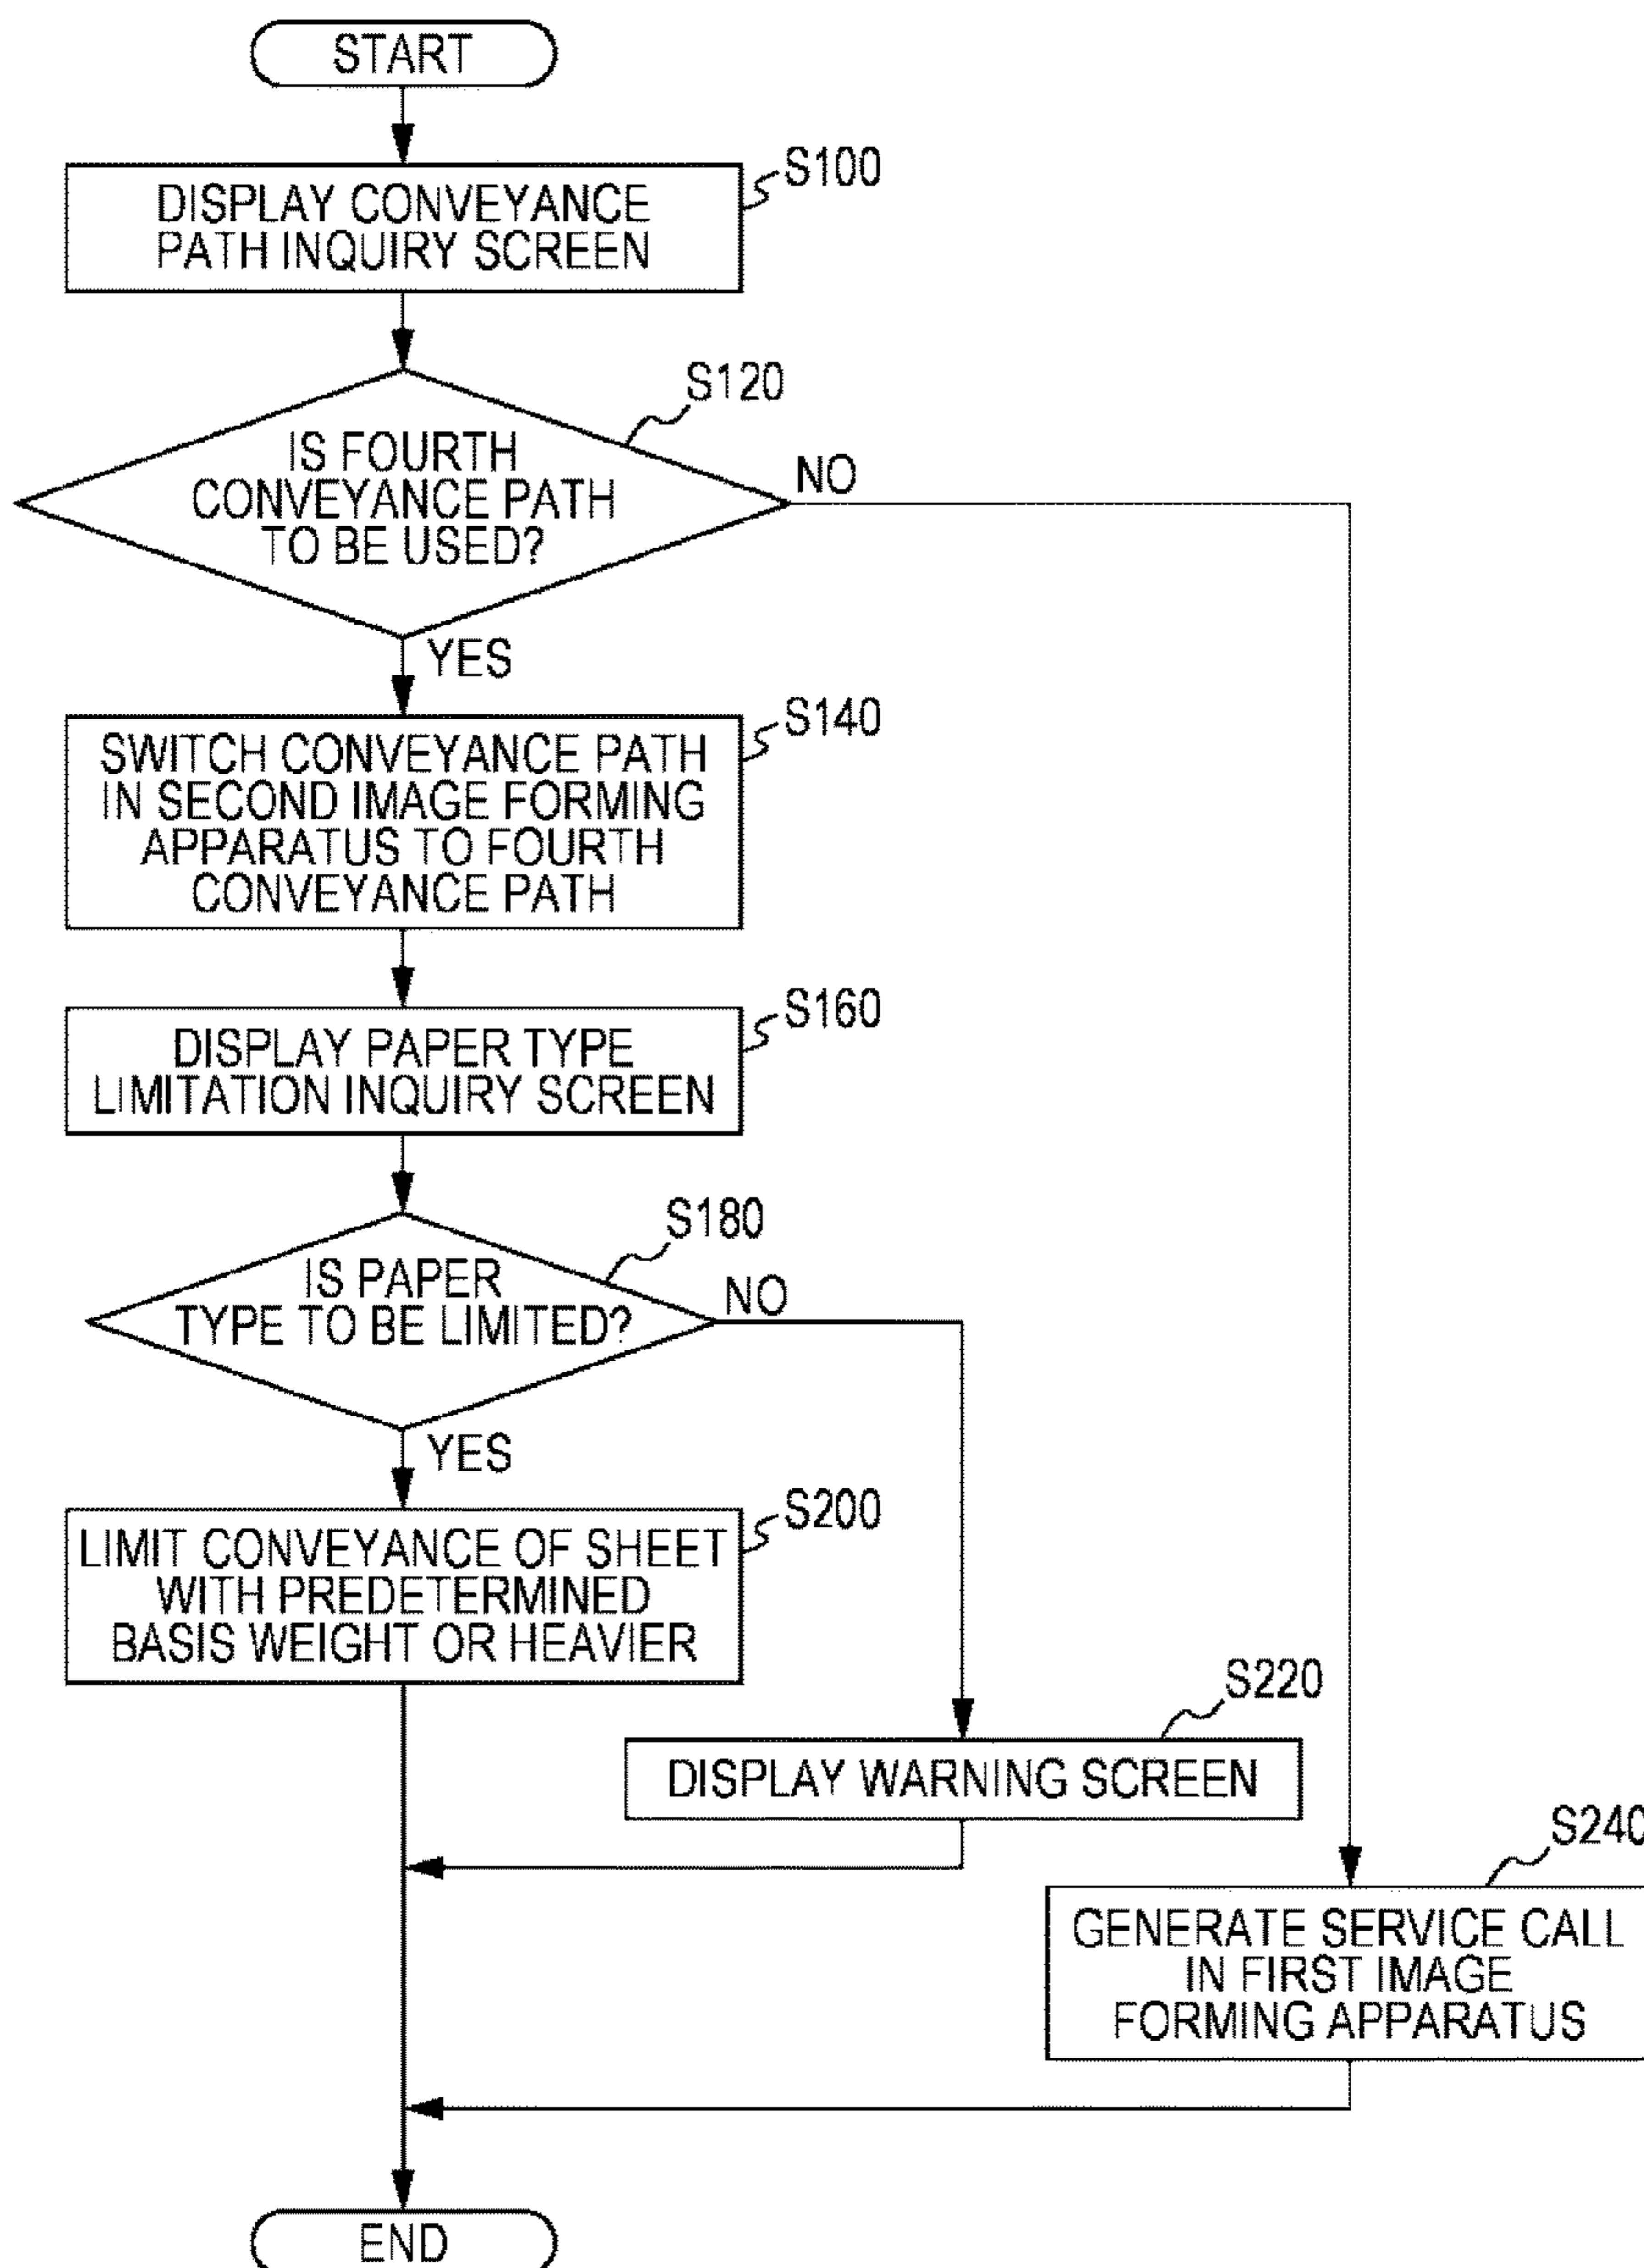 START
S100
DISPLAY CONVEYANCE
PATH INQUIRY SCREEN
S120
IS FOURTH
CONVEYANCE PATH
TO BE USED?
NO
YES
S140
SWITCH CONVEYANCE PATH
IN SECOND IMAGE FORMING
APPARATUS TO FOURTH
CONVEYANCE PATH
S160
DISPLAY PAPER TYPE
LIMITATION INQUIRY SCREEN
S180
IS PAPER
TYPE TO BE LIMITED?
NO
YES
S200
LIMIT CONVEYANCE OF SHEET
WITH PREDETERMINED
BASIS WEIGHT OR HEAVIER
S220
DISPLAY WARNING SCREEN
S240
GENERATE SERVICE CALL
IN FIRST IMAGE
FORMING APPARATUS
END